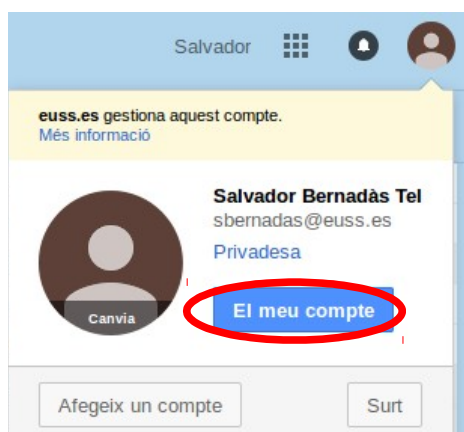 Salvador
euss.es gestiona aquest compte.
Més informació
Salvador Bernadàs Tel
sbernadas@euss.es
Privadesa
Canvia
El meu compte
Afegeix un compte
Surt